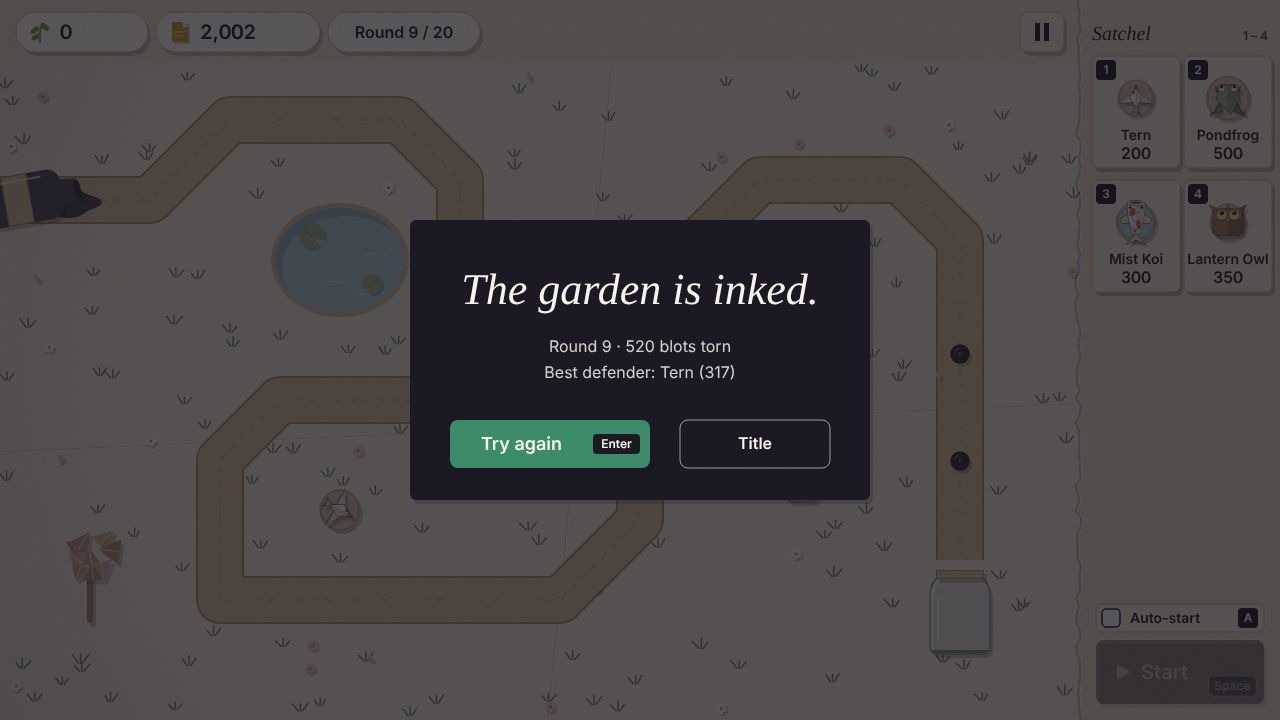 0
2,002
Round 9 / 20
Satchel
1–4
1
Tern
200
2
Pondfrog
500
3
Mist Koi
300
4
Lantern Owl
350
The garden is inked.
Round 9 · 520 blots torn
Best defender: Tern (317)
Try again
Enter
Title
Auto-start
A
Start
Space